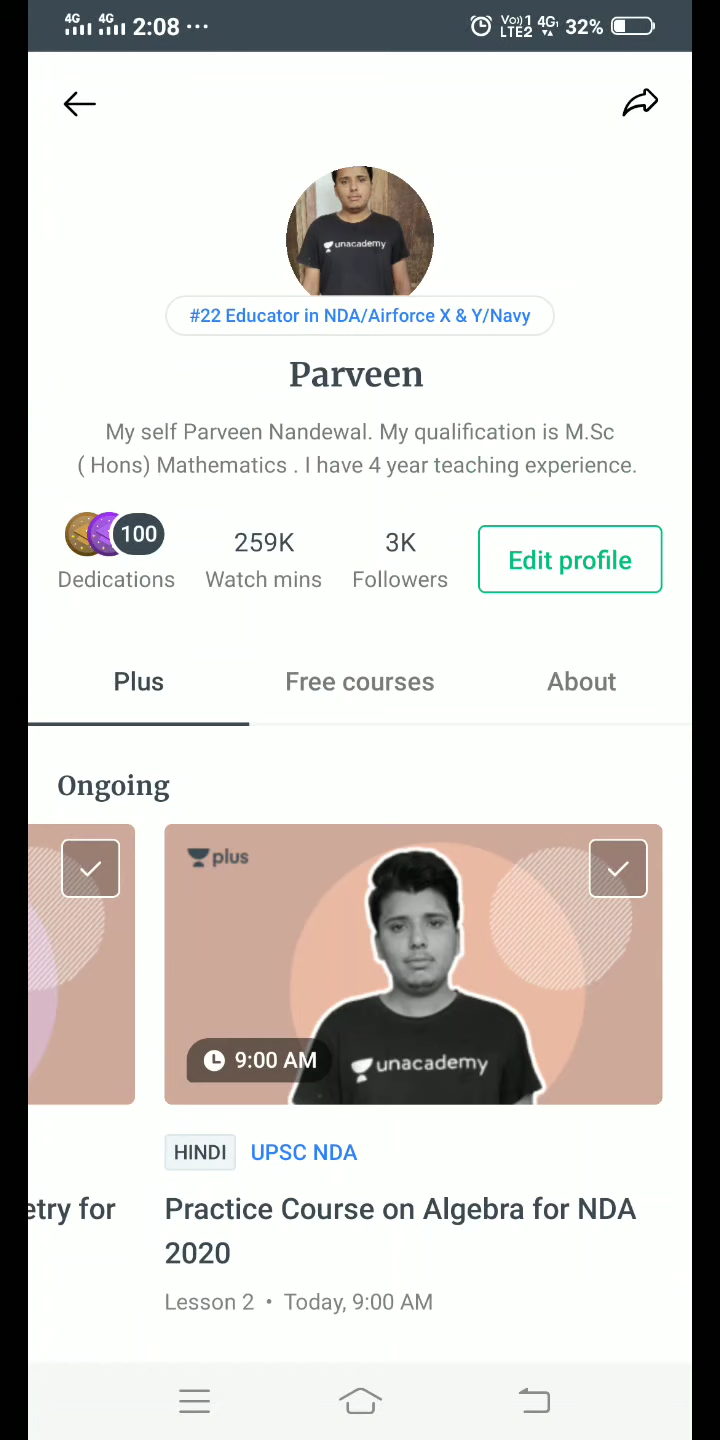 4G 4G 2:08 ... Vo))1 LTE2 4G 32%
unacademy
#22 Educator in NDA/Airforce X & Y/Navy
Parveen
My self Parveen Nandewal. My qualification is M.Sc
( Hons) Mathematics . I have 4 year teaching experience.
100 259K 3K
Dedications Watch mins Followers
Edit profile
Plus Free courses About
Ongoing
plus
9:00 AM
unacademy
HINDI UPSC NDA
etry for
Practice Course on Algebra for NDA
2020
Lesson 2 • Today, 9:00 AM